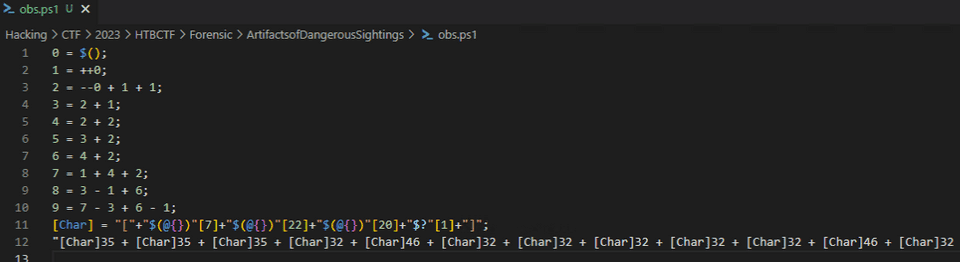 obs.ps1 U ×
Hacking > CTF > 2023 > HTBCTF > Forensic > ArtifactsofDangerousSightings > obs.ps1
1 0 = $();
2 1 = ++0;
3 2 = --0 + 1 + 1;
4 3 = 2 + 1;
5 4 = 2 + 2;
6 5 = 3 + 2;
7 6 = 4 + 2;
8 7 = 1 + 4 + 2;
9 8 = 3 - 1 + 6;
10 9 = 7 - 3 + 6 - 1;
11 [Char] = "["+"$(@{})"[7]+"$(@{})"[22]+"$(@{})"[20]+"$?"[1]+"]";
12 "[Char]35 + [Char]35 + [Char]35 + [Char]32 + [Char]46 + [Char]32 + [Char]32 + [Char]32 + [Char]32 + [Char]32 + [Char]46 + [Char]32
13